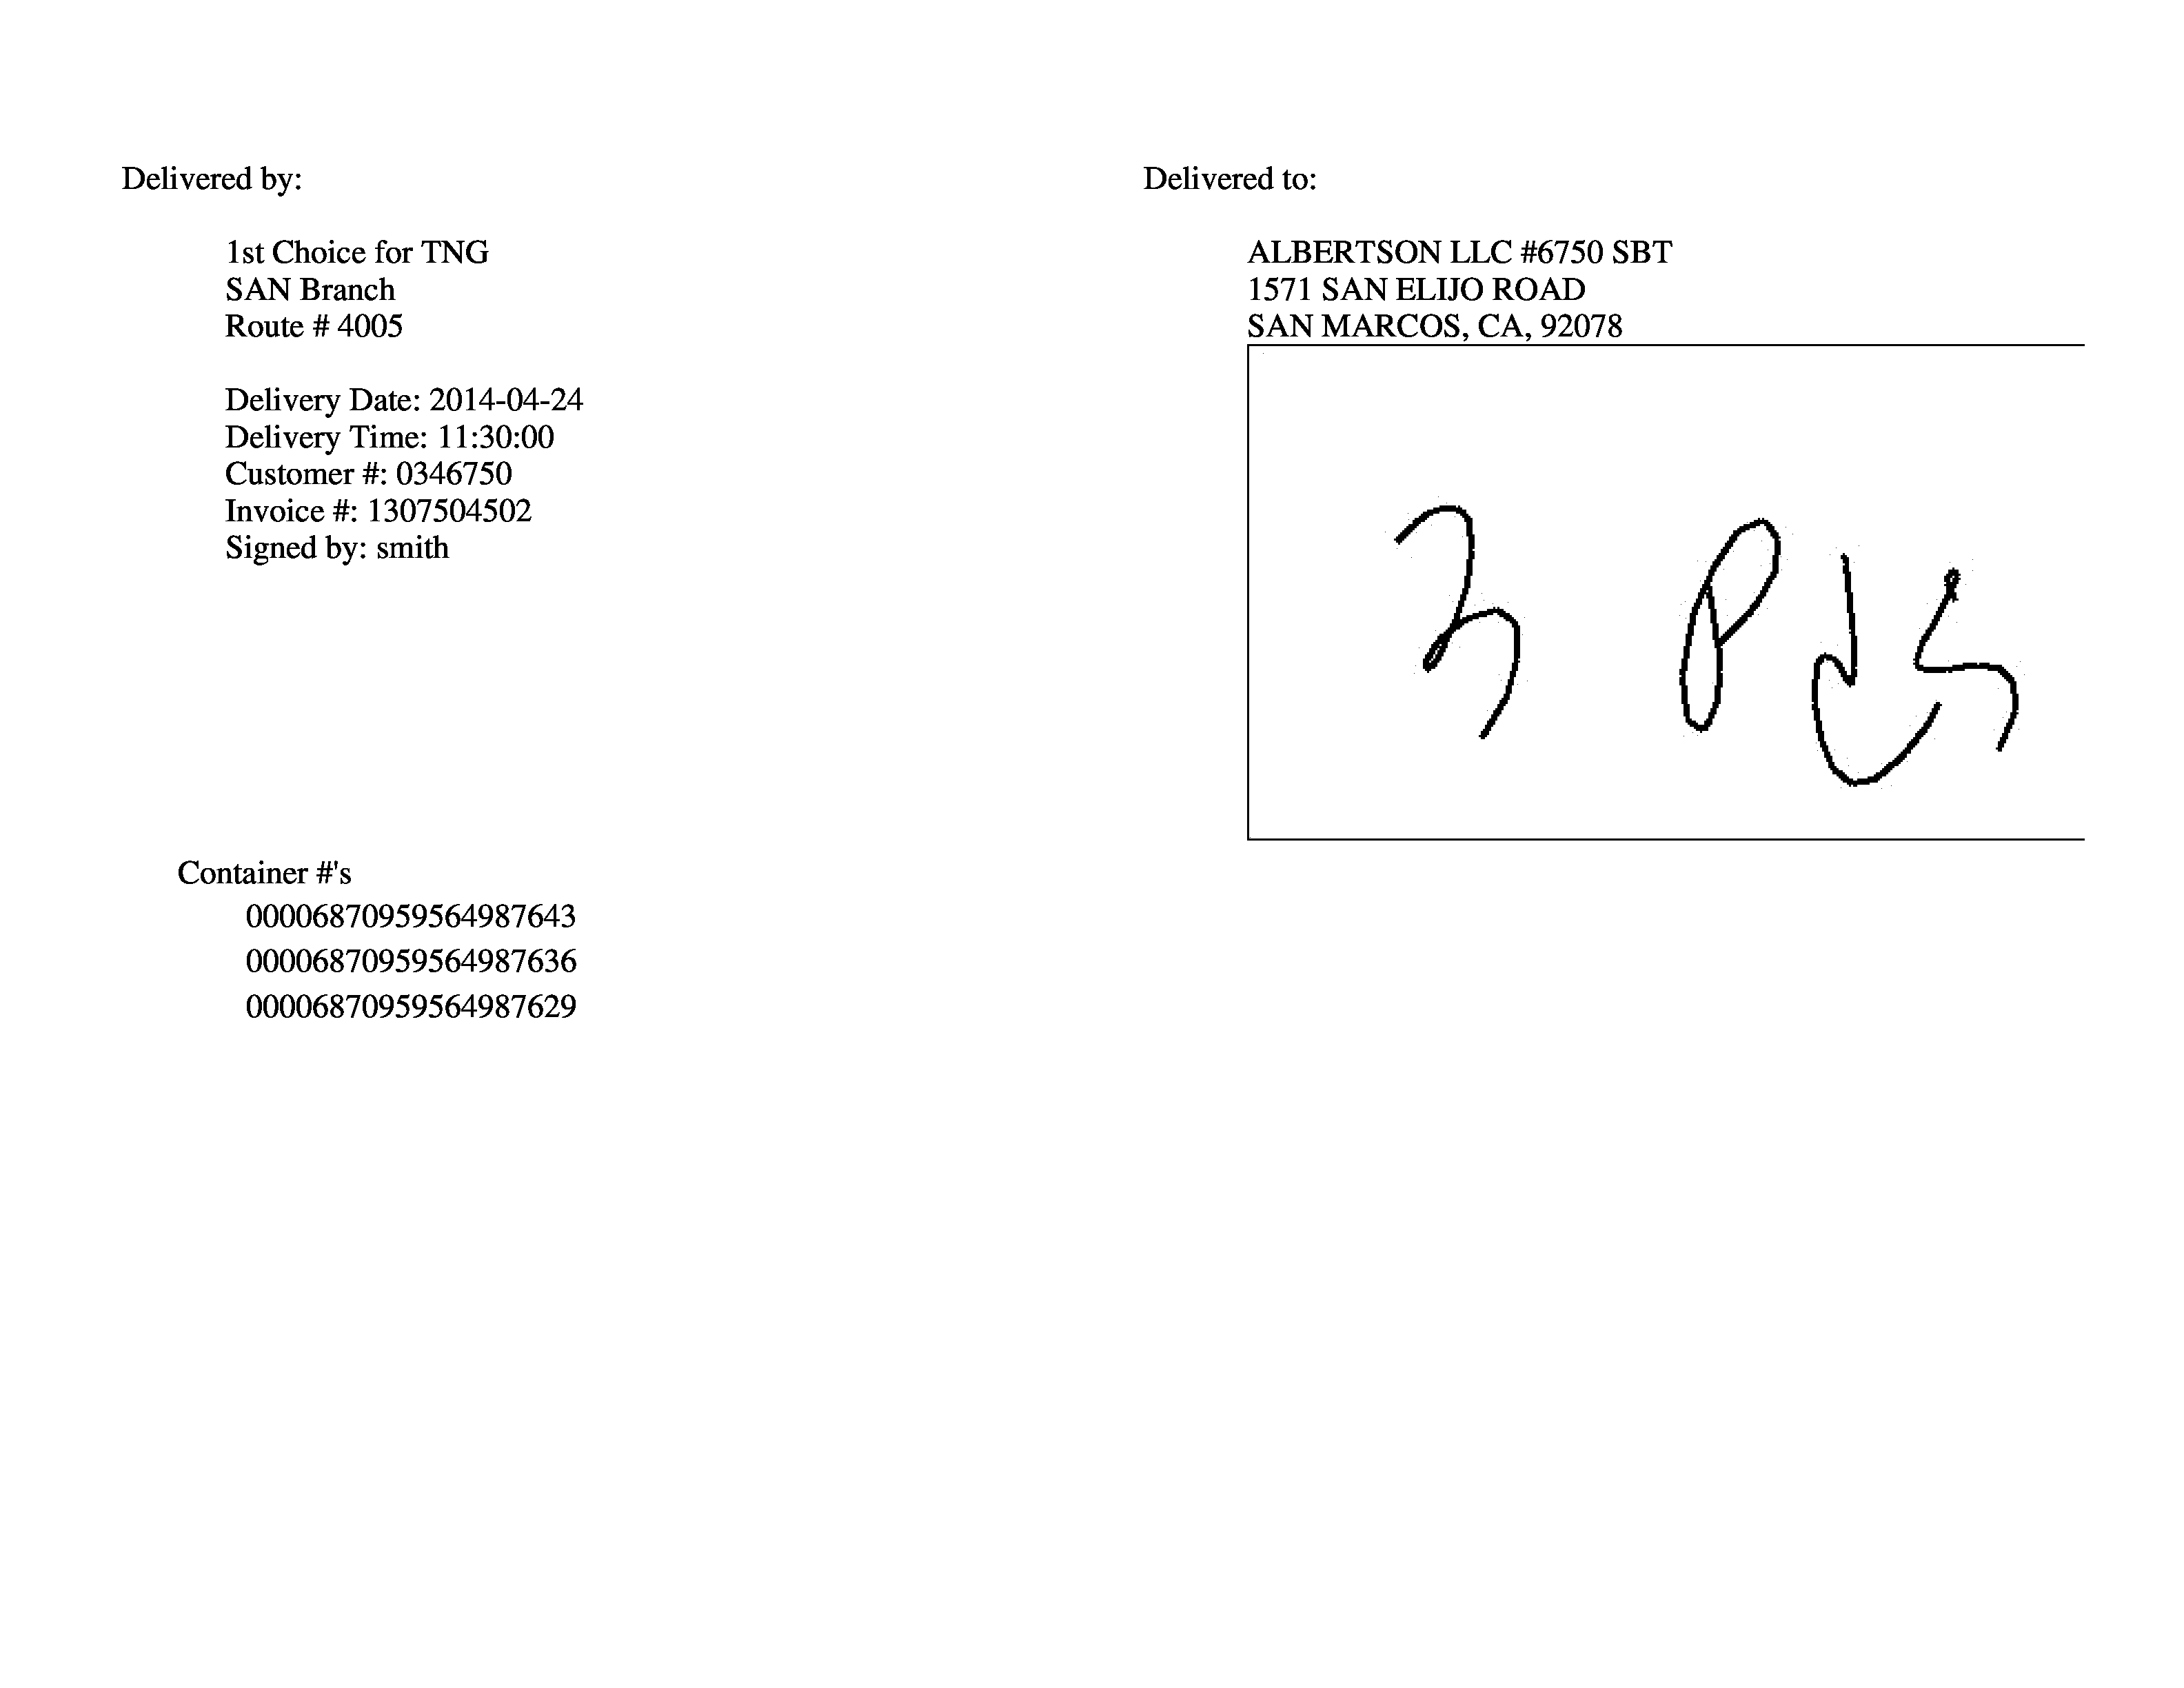 Delivered by:
1st Choice for TNG
SAN Branch
Route # 4005
Delivery Date: 2014-04-24
Delivery Time: 11:30:00
Customer #: 0346750
Invoice #: 1307504502
Signed by: smith
Delivered to:
ALBERTSON LLC #6750 SBT
1571 SAN ELIJO ROAD
SAN MARCOS, CA, 92078
3
Container #'s
00006870959564987643
00006870959564987636
00006870959564987629